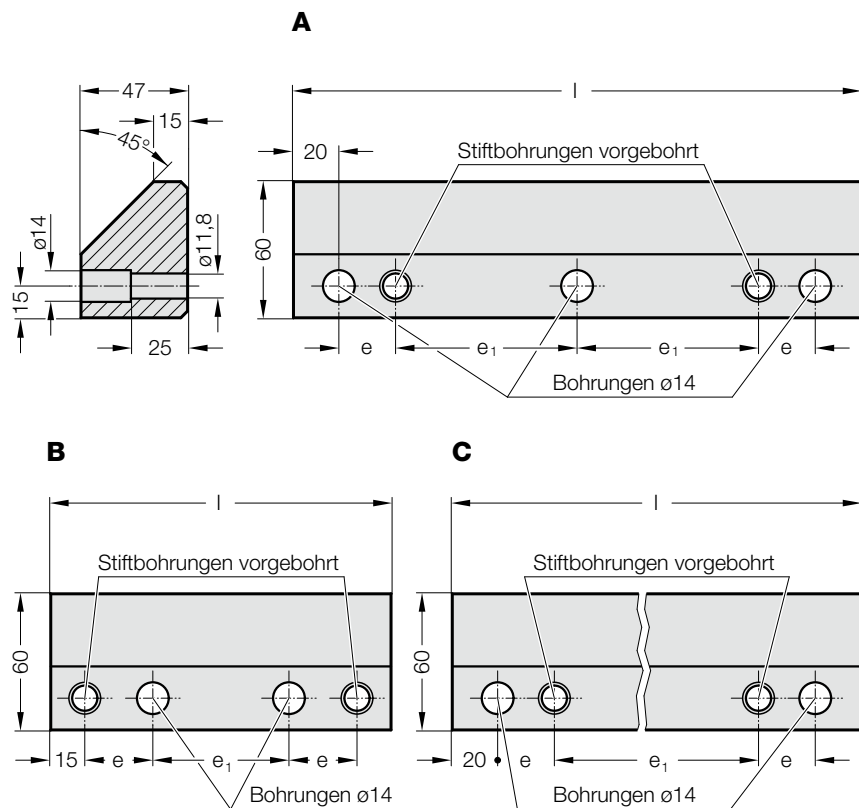 A
47
15
45°
ø14
ø11,8
15
25
l
20
Stiftbohrungen vorgebohrt
60
e
e₁
e₁
e
Bohrungen ø14
B
l
Stiftbohrungen vorgebohrt
60
15
e
e₁
e
Bohrungen ø14
C
l
Stiftbohrungen vorgebohrt
60
20
e
e₁
e
Bohrungen ø14